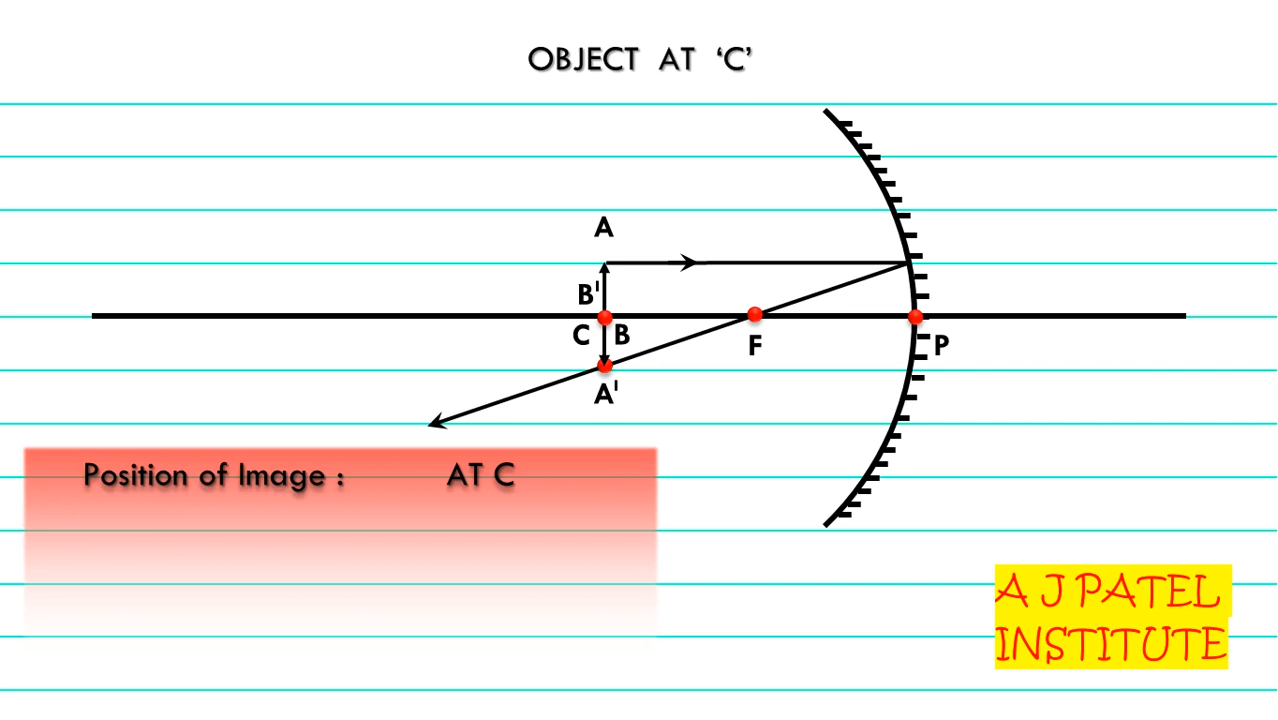 OBJECT AT ‘C’
A
B'
C B
F
P
A'
Position of Image : AT C
A J PATEL
INSTITUTE